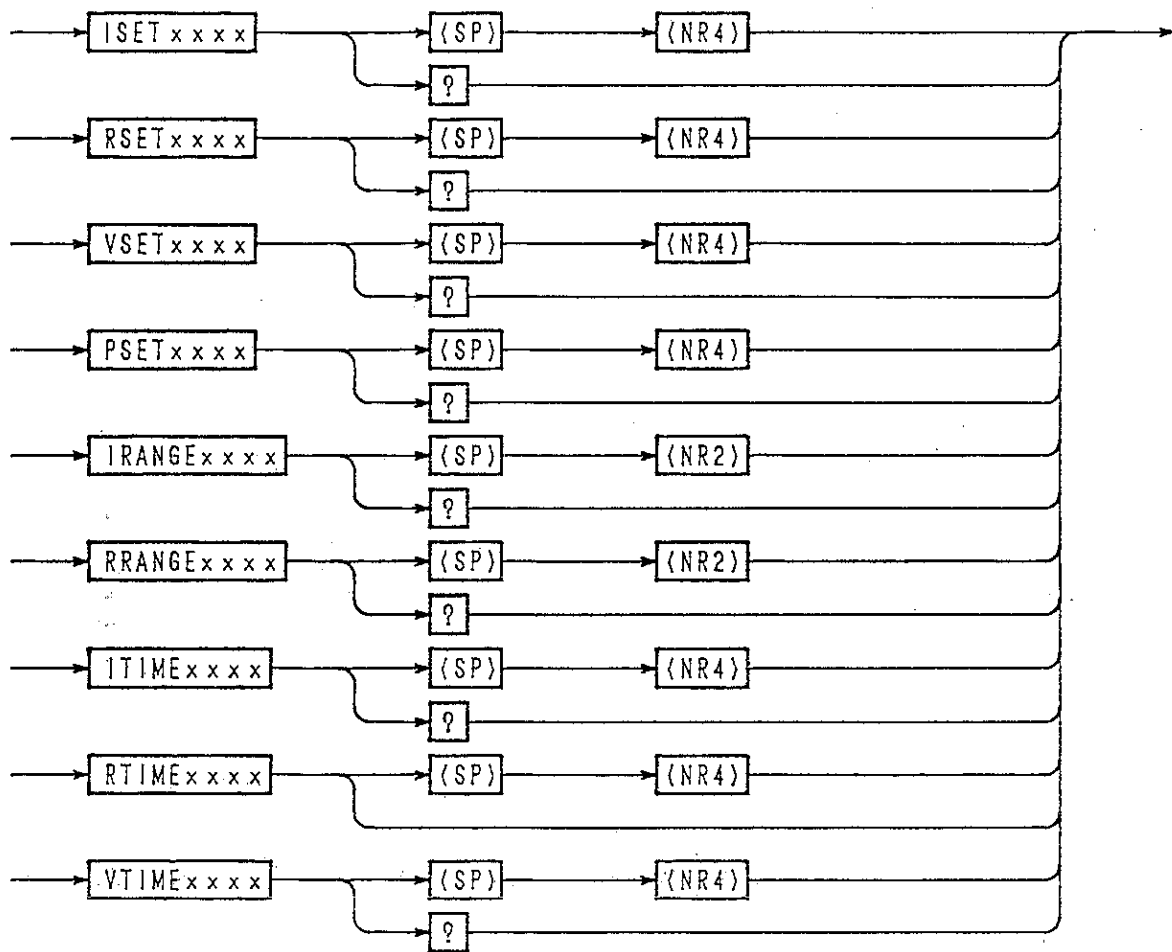 ISETxxxx (SP) (NR4)
?
RSETxxxx (SP) (NR4)
?
VSETxxxx (SP) (NR4)
?
PSETxxxx (SP) (NR4)
?
IRANGExxxx (SP) (NR2)
?
RRANGExxxx (SP) (NR2)
?
ITIMExxxx (SP) (NR4)
?
RTIMExxxx (SP) (NR4)
VTIMExxxx (SP) (NR4)
?